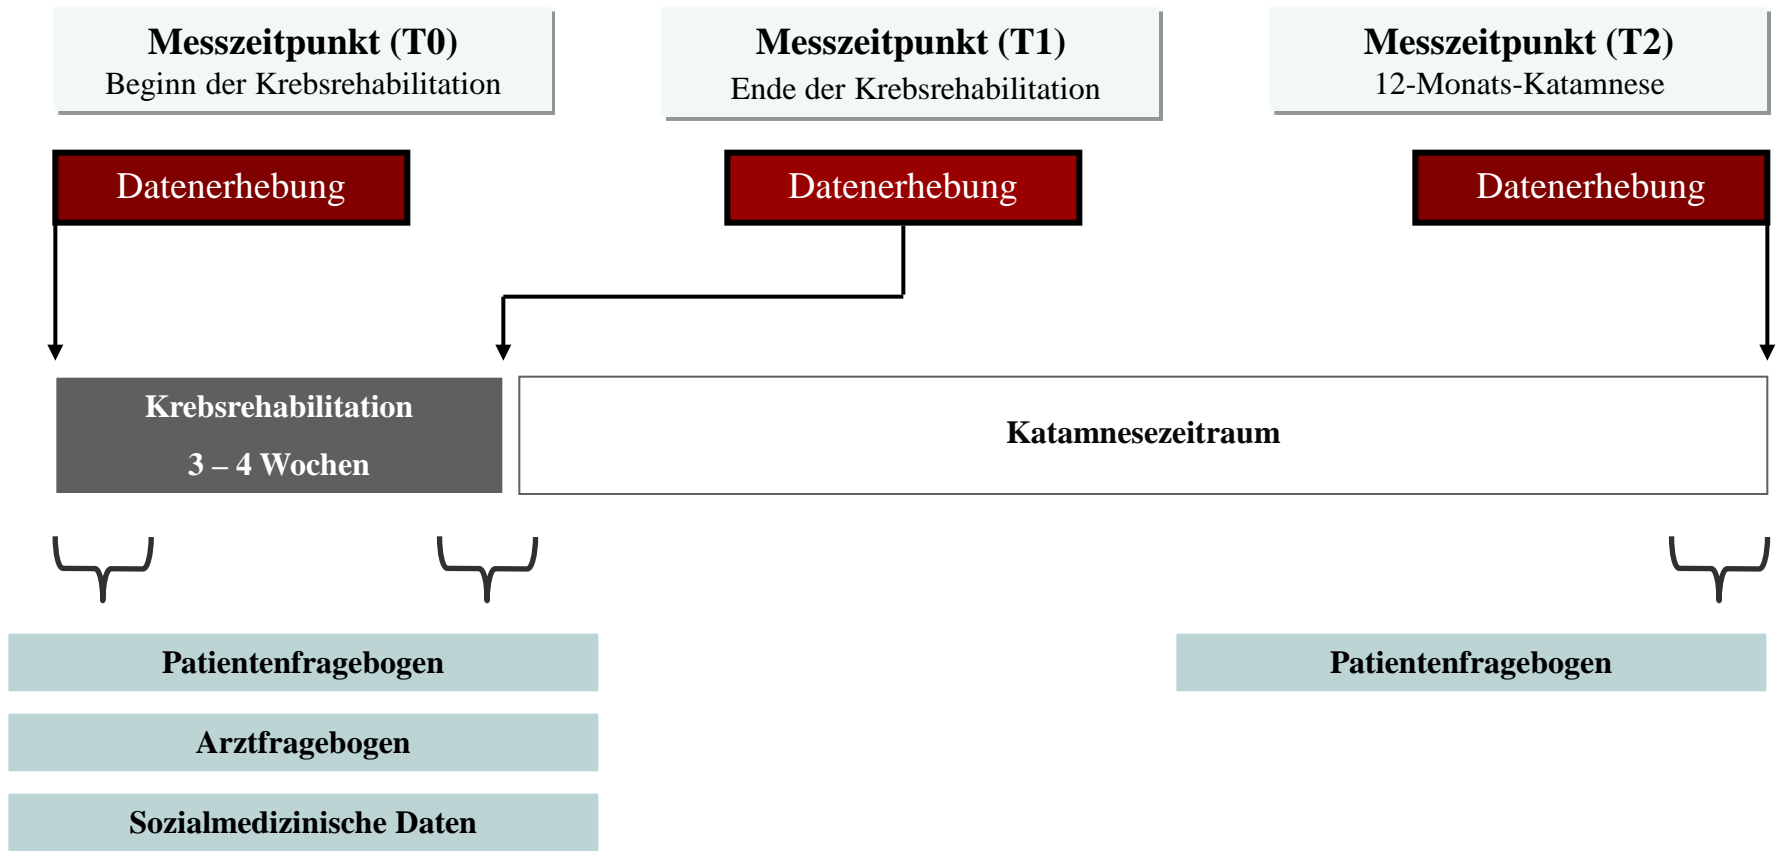 Messzeitpunkt (T0)
Beginn der Krebsrehabilitation
Messzeitpunkt (T1)
Ende der Krebsrehabilitation
Messzeitpunkt (T2)
12-Monats-Katamnese
Datenerhebung
Datenerhebung
Datenerhebung
Krebsrehabilitation
3 – 4 Wochen
Katamnesezeitraum
Patientenfragebogen
Patientenfragebogen
Arztfragebogen
Sozialmedizinische Daten